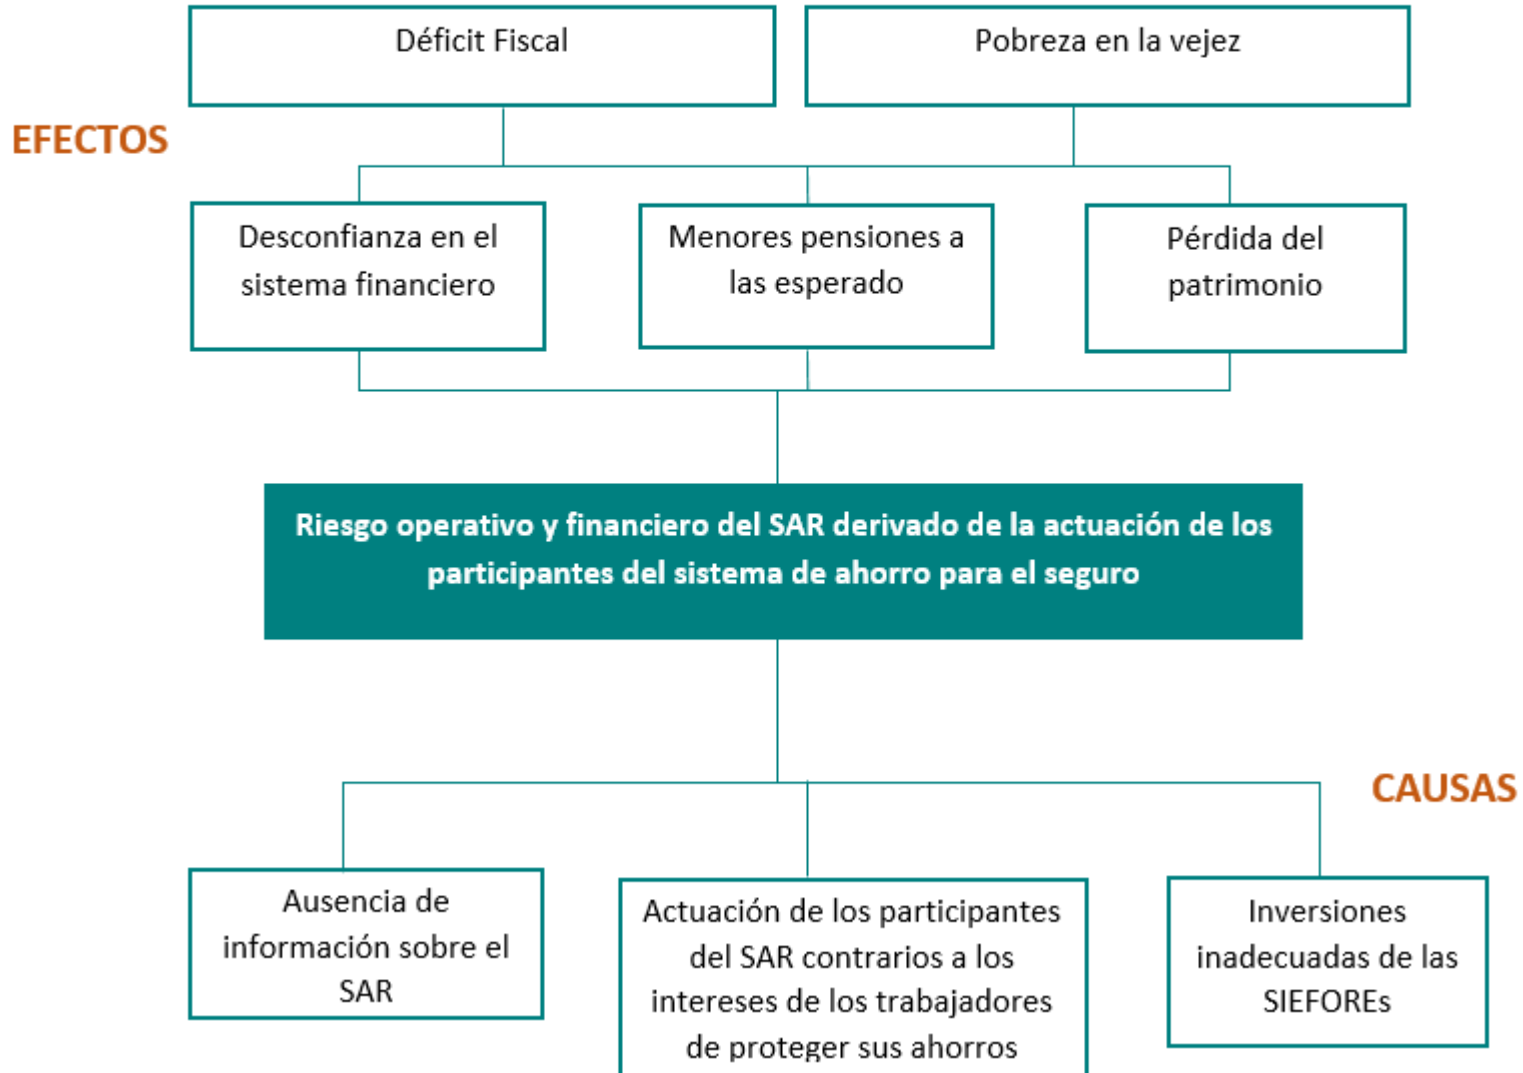 Déficit Fiscal
Pobreza en la vejez
EFECTOS
Desconfianza en el
sistema financiero
Menores pensiones a
las esperado
Pérdida del
patrimonio
Riesgo operativo y financiero del SAR derivado de la actuación de los
participantes del sistema de ahorro para el seguro
CAUSAS
Ausencia de
información sobre el
SAR
Actuación de los participantes
del SAR contrarios a los
intereses de los trabajadores
de proteger sus ahorros
Inversiones
inadecuadas de las
SIEFOREs